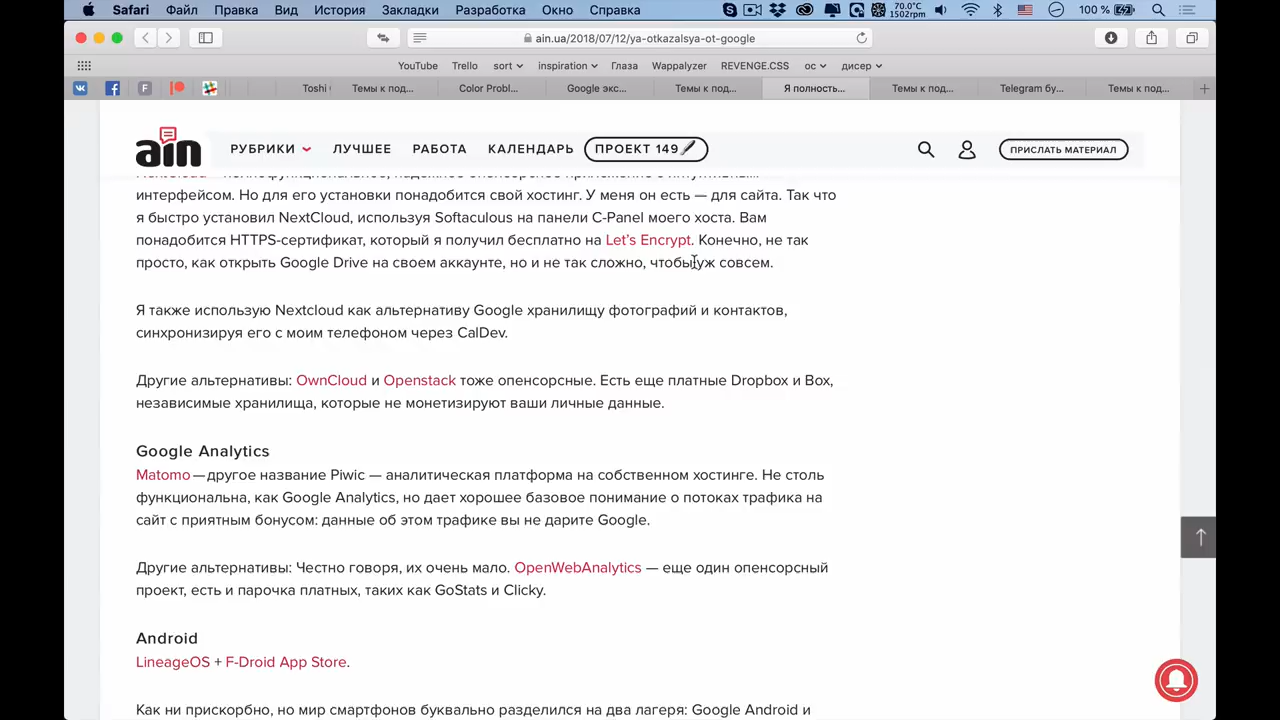 Safari Файл Правка Вид История Закладки Разработка Окно Справка 70.0°C 1502rpm 100 %
ain.ua/2018/07/12/ya-otkazalsya-ot-google
YouTube Trello sort inspiration Глаза Wappalyzer REVENGE.CSS ос дисер
Toshi Темы к под... Color Probl... Google экс... Темы к под... Я полность... Темы к под... Telegram бу... Темы к под...
ain РУБРИКИ ЛУЧШЕЕ РАБОТА КАЛЕНДАРЬ ПРОЕКТ 149 ПРИСЛАТЬ МАТЕРИАЛ
интерфейсом. Но для его установки понадобится свой хостинг. У меня он есть — для сайта. Так что
я быстро установил NextCloud, используя Softaculous на панели C-Panel моего хоста. Вам
понадобится HTTPS-сертификат, который я получил бесплатно на Let's Encrypt. Конечно, не так
просто, как открыть Google Drive на своем аккаунте, но и не так сложно, чтобы уж совсем.
Я также использую Nextcloud как альтернативу Google хранилищу фотографий и контактов,
синхронизируя его с моим телефоном через CalDev.
Другие альтернативы: OwnCloud и Openstack тоже опенсорсные. Есть еще платные Dropbox и Box,
независимые хранилища, которые не монетизируют ваши личные данные.
Google Analytics
Matomo — другое название Piwic — аналитическая платформа на собственном хостинге. Не столь
функциональна, как Google Analytics, но дает хорошее базовое понимание о потоках трафика на
сайт с приятным бонусом: данные об этом трафике вы не дарите Google.
Другие альтернативы: Честно говоря, их очень мало. OpenWebAnalytics — еще один опенсорсный
проект, есть и парочка платных, таких как GoStats и Clicky.
Android
LineageOS + F-Droid App Store.
Как ни прискорбно, но мир смартфонов буквально разделился на два лагеря: Google Android и